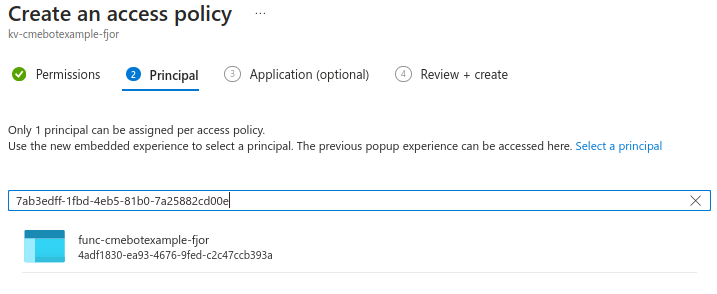 Create an access policy ...
kv-cmebotexample-fjor
Permissions 2 Principal 3 Application (optional) 4 Review + create
Only 1 principal can be assigned per access policy.
Use the new embedded experience to select a principal. The previous popup experience can be accessed here. Select a principal
7ab3edff-1fbd-4eb5-81b0-7a25882cd00e
func-cmebotexample-fjor
4adf1830-ea93-4676-9fed-c2c47ccb393a